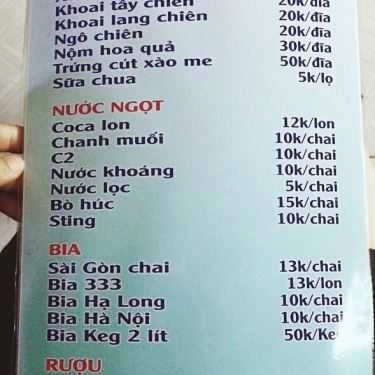 Khoai tây chiên 20k/đĩa
Khoai lang chiên 20k/đĩa
Ngô chiên 20k/đĩa
Nộm hoa quả 30k/đĩa
Trứng cút xào me 50k/đĩa
Sữa chua 5k/lọ
NƯỚC NGỌT
Coca lon 12k/lon
Chanh muối 10k/chai
C2 10k/chai
Nước khoáng 10k/chai
Nước lọc 5k/chai
Bò húc 15k/chai
Sting 10k/chai
BIA
Sài Gòn chai 13k/chai
Bia 333 13k/lon
Bia Hạ Long 10k/chai
Bia Hà Nội 10k/chai
Bia Keg 2 lít 50k/Keg
RƯỢU